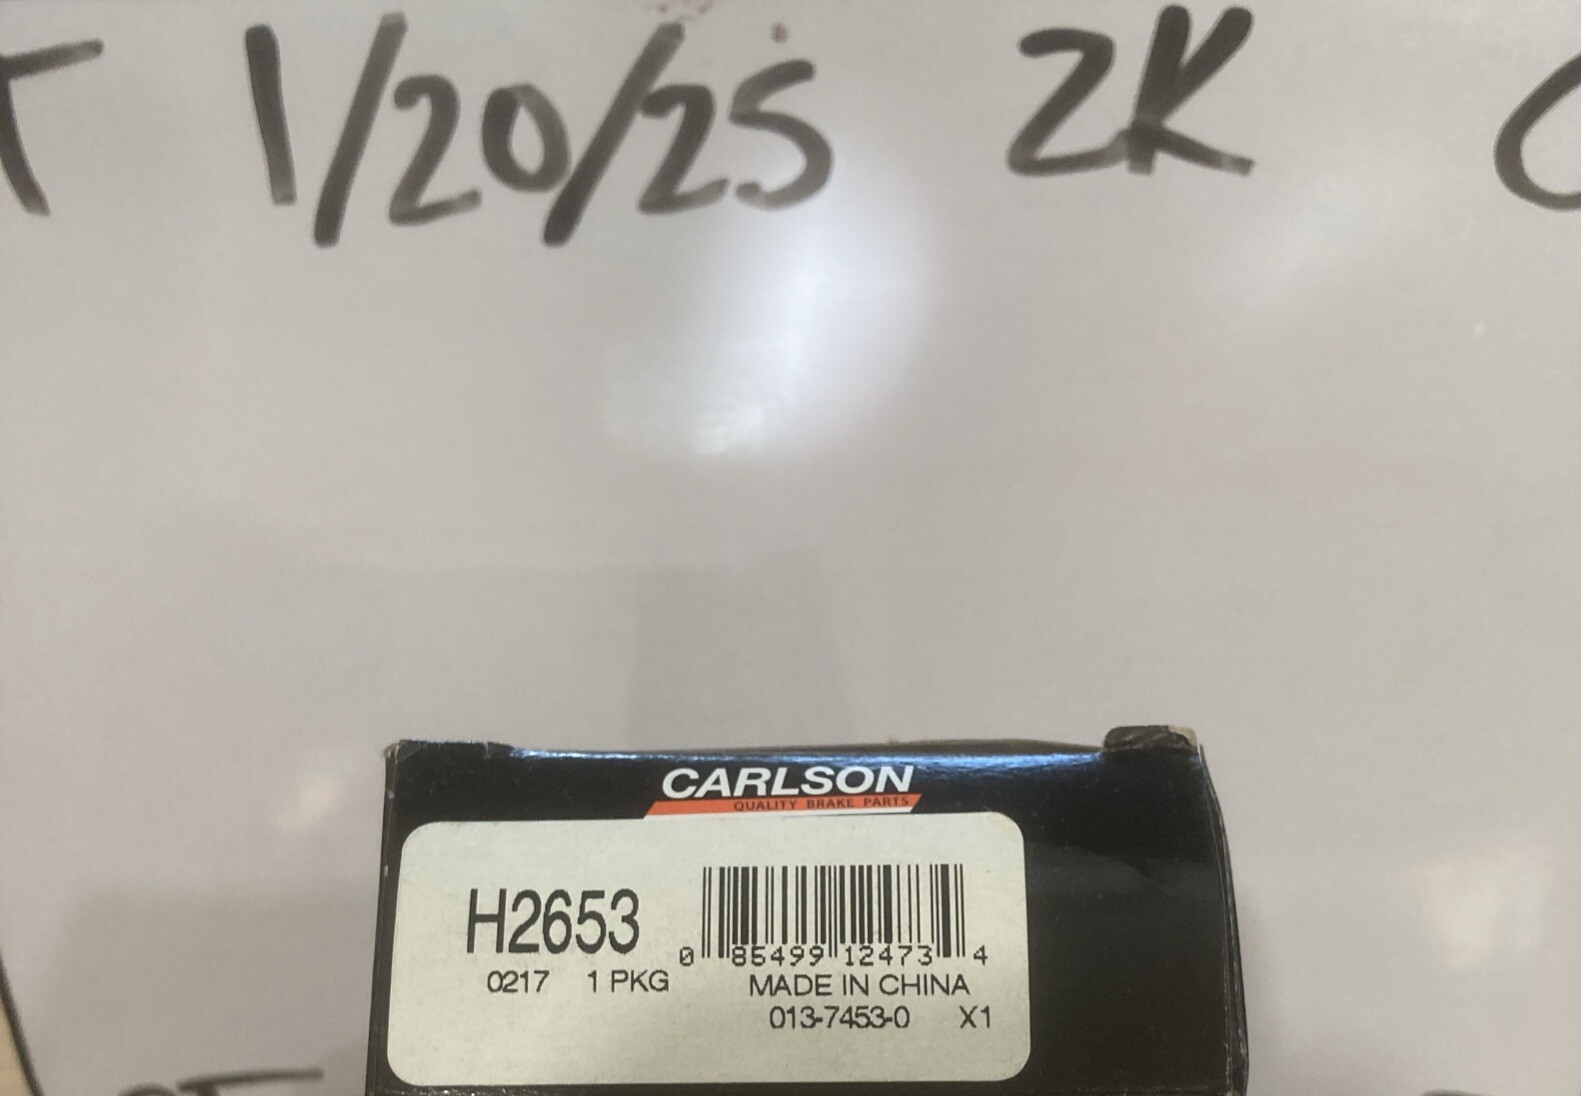 T 1/20/25 2K
CARLSON
QUALITY BRAKE PARTS
H2653
0 85499 12473 4
0217 1 PKG MADE IN CHINA
013-7453-0 X1